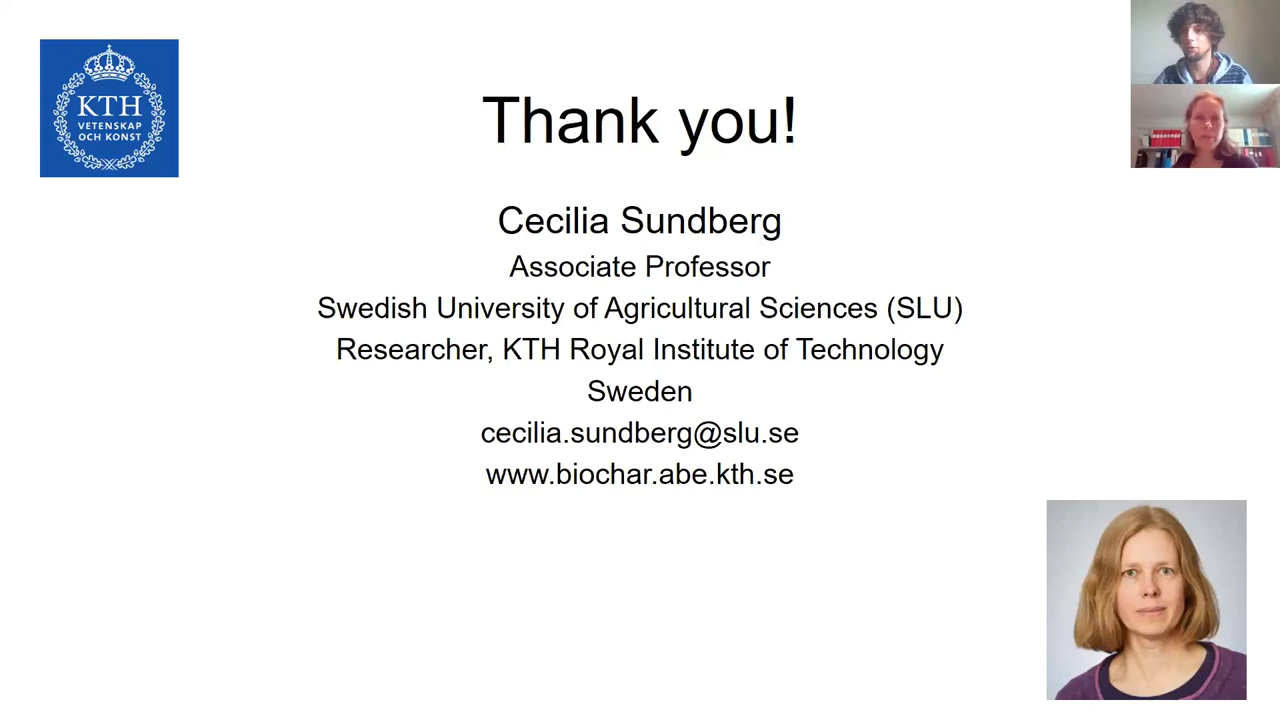 KTH
VETENSKAP
OCH KONST
Thank you!
Cecilia Sundberg
Associate Professor
Swedish University of Agricultural Sciences (SLU)
Researcher, KTH Royal Institute of Technology
Sweden
cecilia.sundberg@slu.se
www.biochar.abe.kth.se